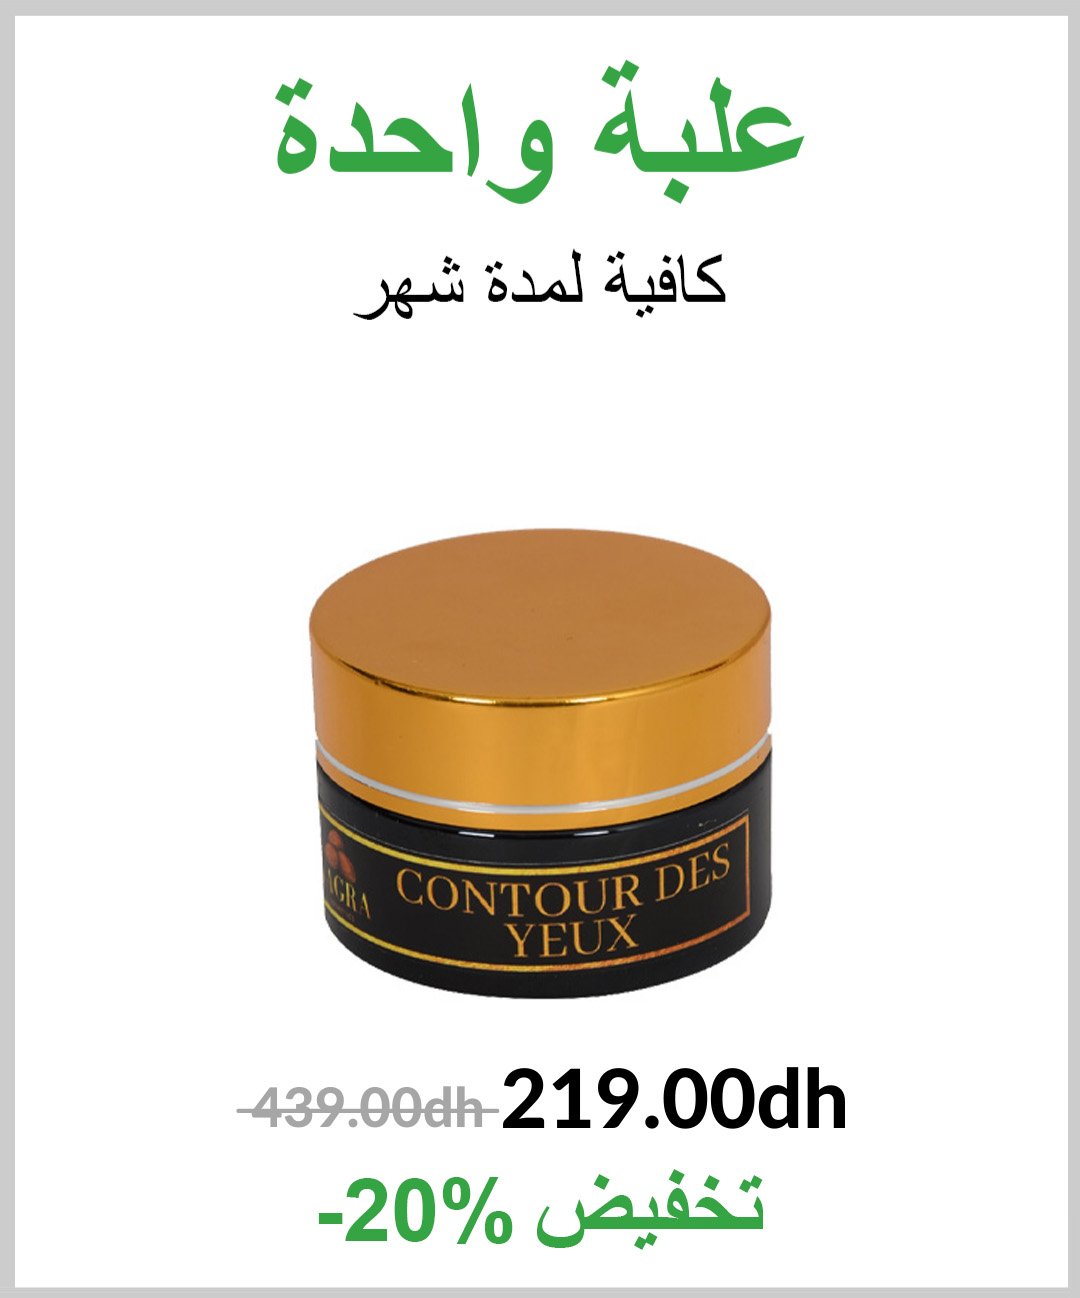 علبة واحدة
كافية لمدة شهر
CONTOUR DES
YEUX
439.00dh 219.00dh
تخفيض 20%-